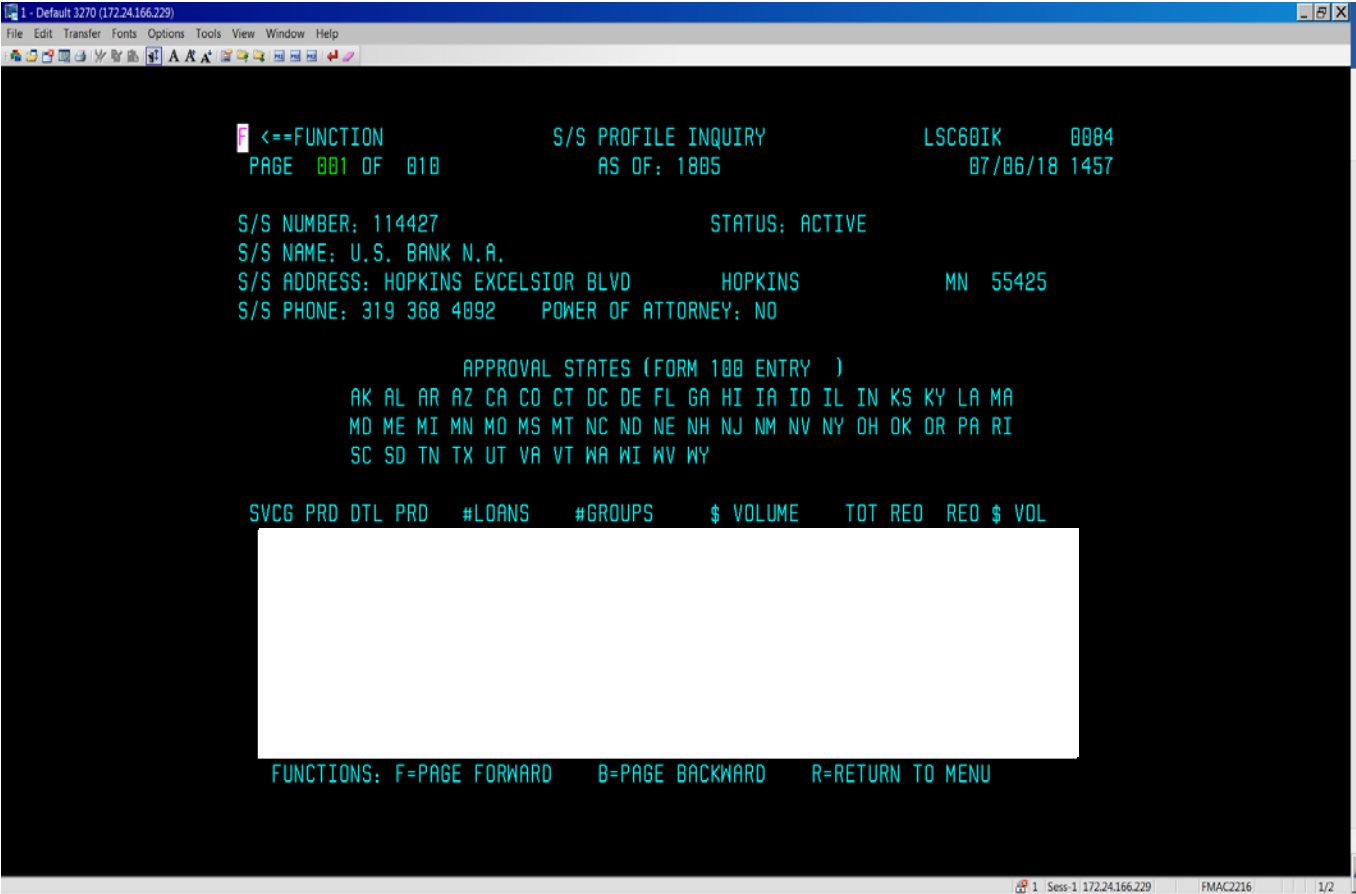 1 - Default 3270 (172.24.166.229)
File Edit Transfer Fonts Options Tools View Window Help
F <==FUNCTION S/S PROFILE INQUIRY LSC60IK 0084
PAGE 001 OF 010 AS OF: 1805 07/06/18 1457
S/S NUMBER: 114427 STATUS: ACTIVE
S/S NAME: U.S. BANK N.A.
S/S ADDRESS: HOPKINS EXCELSIOR BLVD HOPKINS MN 55425
S/S PHONE: 319 368 4092 POWER OF ATTORNEY: NO
APPROVAL STATES (FORM 100 ENTRY )
AK AL AR AZ CA CO CT DC DE FL GA HI IA ID IL IN KS KY LA MA
MD ME MI MN MO MS MT NC ND NE NH NJ NM NV NY OH OK OR PA RI
SC SD TN TX UT VA VT WA WI WV WY
SVCG PRD DTL PRD #LOANS #GROUPS $ VOLUME TOT REO REO $ VOL
FUNCTIONS: F=PAGE FORWARD B=PAGE BACKWARD R=RETURN TO MENU
1 Sess-1 172.24.166.229 FMAC2216 1/2